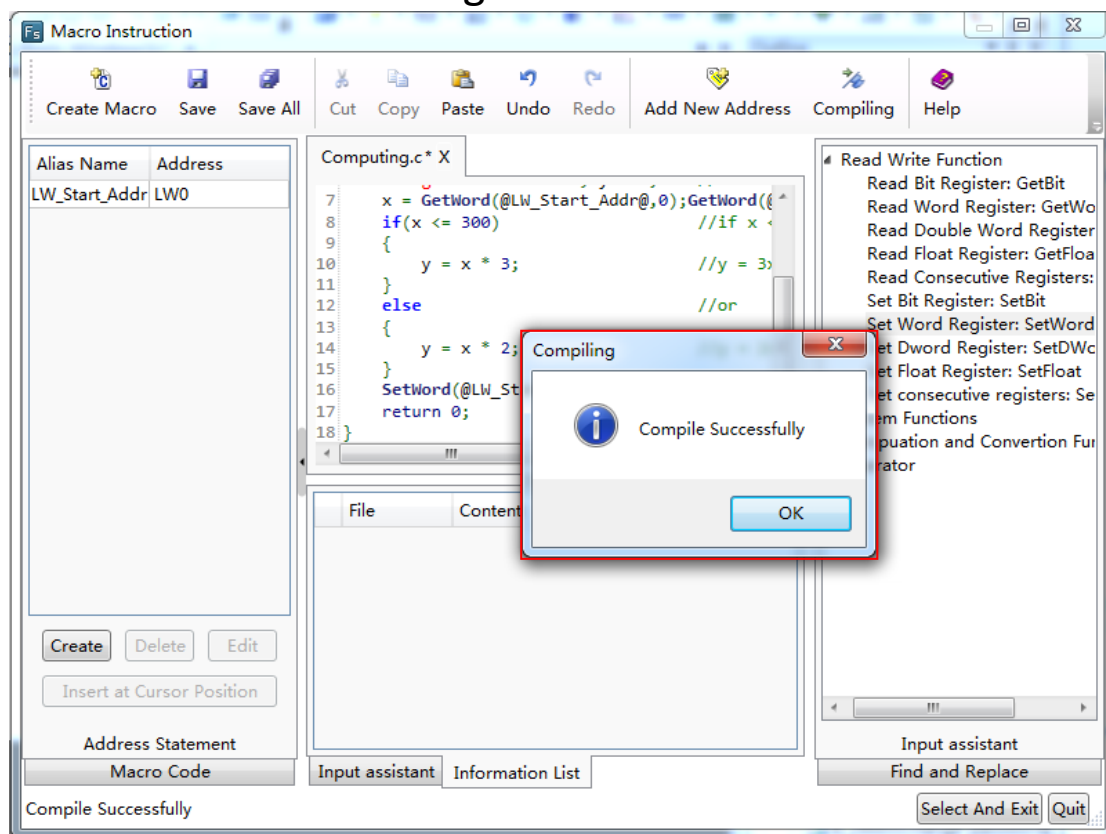 Macro Instruction
Create Macro Save Save All Cut Copy Paste Undo Redo Add New Address Compiling Help
Alias Name Address
LW_Start_Addr LW0
Create Delete Edit
Insert at Cursor Position
Address Statement
Macro Code
Computing.c* X
7 x = GetWord(@LW_Start_Addr@,0);GetWord(@
8 if(x <= 300) //if x <
9 {
10 y = x * 3; //y = 3x
11 }
12 else //or
13 {
14 y = x * 2;
15 }
16 SetWord(@LW_St
17 return 0;
18 }
File Content
Input assistant Information List
Compiling
Compile Successfully
OK
Read Write Function
Read Bit Register: GetBit
Read Word Register: GetWo
Read Double Word Register
Read Float Register: GetFloa
Read Consecutive Registers:
Set Bit Register: SetBit
Set Word Register: SetWord
et Dword Register: SetDWo
et Float Register: SetFloat
et consecutive registers: Se
em Functions
puation and Convertion Fun
rator
Input assistant
Find and Replace
Compile Successfully
Select And Exit Quit